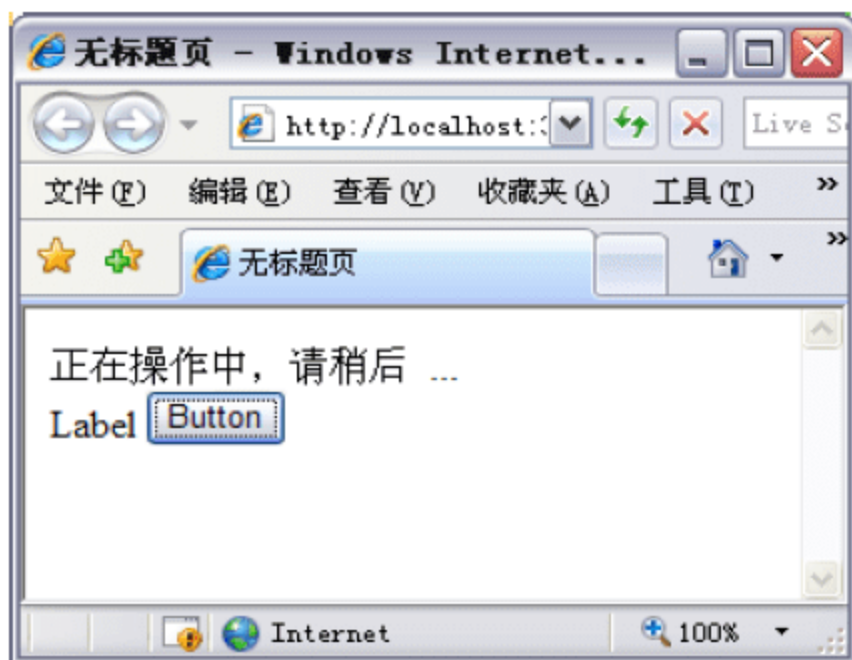 无标题页 - Windows Internet...
http://localhost:
Live S
文件(F) 编辑(E) 查看(V) 收藏夹(A) 工具(T) »
无标题页 »
正在操作中，请稍后 ...
Label Button
Internet 100%